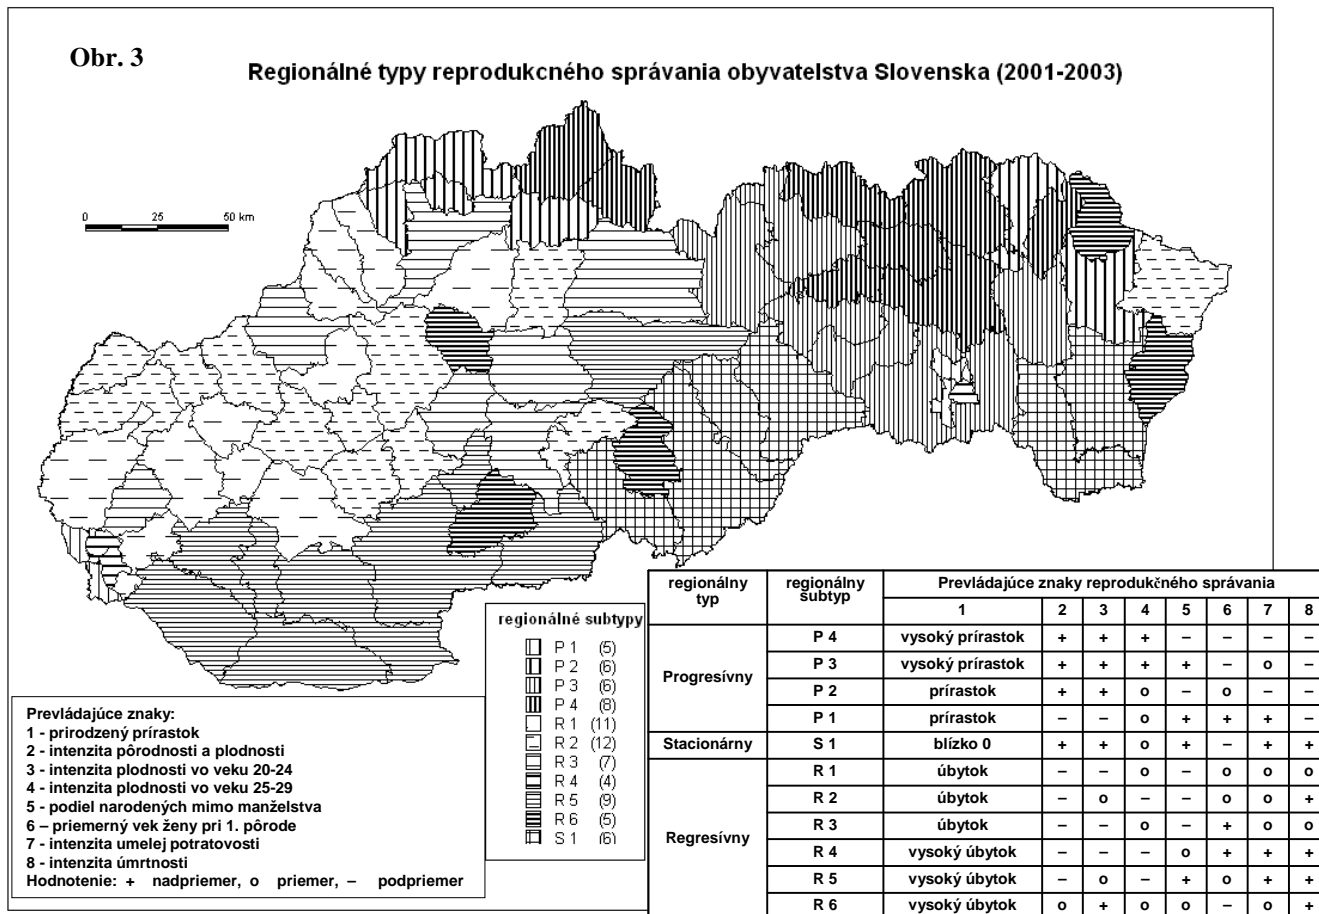 Obr. 3
Regionálné typy reprodukcného správania obyvatelstva Slovenska (2001-2003)
0 25 50 km
regionálné subtypy
P 1 (5)
P 2 (6)
P 3 (6)
P 4 (8)
R 1 (11)
R 2 (12)
R 3 (7)
R 4 (4)
R 5 (9)
R 6 (5)
S 1 (6)
Prevládajúce znaky:
1 - prirodzený prírastok
2 - intenzita pôrodnosti a plodnosti
3 - intenzita plodnosti vo veku 20-24
4 - intenzita plodnosti vo veku 25-29
5 - podiel narodených mimo manželstva
6 – priemerný vek ženy pri 1. pôrode
7 - intenzita umelej potratovosti
8 - intenzita úmrtnosti
Hodnotenie: + nadpriemer, o priemer, – podpriemer
regionálny typ regionálny subtyp Prevládajúce znaky reprodukčného správania
1 2 3 4 5 6 7 8
Progresívny
P 4 vysoký prírastok + + + – – – –
P 3 vysoký prírastok + + + + – o –
P 2 prírastok + + o – o – –
P 1 prírastok – – o + + + –
Stacionárny S 1 blízko 0 + + o + – + +
Regresívny
R 1 úbytok – – o – o o o
R 2 úbytok – o – – o o +
R 3 úbytok – – o – + o o
R 4 vysoký úbytok – – – o + + +
R 5 vysoký úbytok – o – + o + +
R 6 vysoký úbytok o + o o – o +